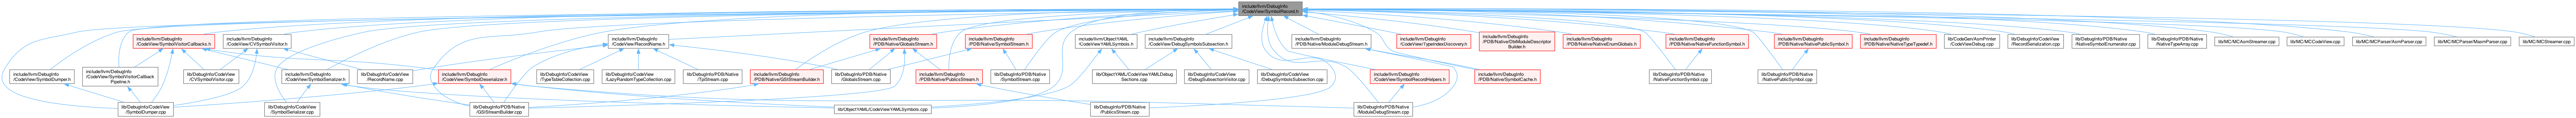 include/llvm/DebugInfo
/CodeView/SymbolRecord.h
include/llvm/DebugInfo
/CodeView/SymbolVisitorCallbacks.h
include/llvm/DebugInfo
/CodeView/CVSymbolVisitor.h
include/llvm/DebugInfo
/CodeView/RecordName.h
include/llvm/DebugInfo
/PDB/Native/GlobalsStream.h
include/llvm/DebugInfo
/PDB/Native/SymbolStream.h
include/llvm/ObjectYAML
/CodeViewYAMLSymbols.h
include/llvm/DebugInfo
/CodeView/DebugSymbolsSubsection.h
include/llvm/DebugInfo
/PDB/Native/ModuleDebugStream.h
include/llvm/DebugInfo
/CodeView/TypeIndexDiscovery.h
include/llvm/DebugInfo
/PDB/Native/DbiModuleDescriptor
Builder.h
include/llvm/DebugInfo
/PDB/Native/NativeEnumGlobals.h
include/llvm/DebugInfo
/PDB/Native/NativeFunctionSymbol.h
include/llvm/DebugInfo
/PDB/Native/NativePublicSymbol.h
include/llvm/DebugInfo
/PDB/Native/NativeTypeTypedef.h
lib/CodeGen/AsmPrinter
/CodeViewDebug.cpp
lib/DebugInfo/CodeView
/RecordSerialization.cpp
lib/DebugInfo/PDB/Native
/NativeSymbolEnumerator.cpp
lib/DebugInfo/PDB/Native
/NativeTypeArray.cpp
lib/MC/MCAsmStreamer.cpp
lib/MC/MCCodeView.cpp
lib/MC/MCParser/AsmParser.cpp
lib/MC/MCParser/MasmParser.cpp
lib/MC/MCStreamer.cpp
include/llvm/DebugInfo
/CodeView/SymbolDumper.h
include/llvm/DebugInfo
/CodeView/SymbolVisitorCallback
Pipeline.h
lib/DebugInfo/CodeView
/CVSymbolVisitor.cpp
include/llvm/DebugInfo
/CodeView/SymbolSerializer.h
lib/DebugInfo/CodeView
/RecordName.cpp
include/llvm/DebugInfo
/CodeView/SymbolDeserializer.h
lib/DebugInfo/CodeView
/TypeTableCollection.cpp
lib/DebugInfo/CodeView
/LazyRandomTypeCollection.cpp
lib/DebugInfo/PDB/Native
/TpiStream.cpp
include/llvm/DebugInfo
/PDB/Native/GSIStreamBuilder.h
lib/DebugInfo/PDB/Native
/GlobalsStream.cpp
include/llvm/DebugInfo
/PDB/Native/PublicsStream.h
lib/DebugInfo/PDB/Native
/SymbolStream.cpp
lib/ObjectYAML/CodeViewYAMLDebug
Sections.cpp
lib/DebugInfo/CodeView
/DebugSubsectionVisitor.cpp
lib/DebugInfo/CodeView
/DebugSymbolsSubsection.cpp
include/llvm/DebugInfo
/CodeView/SymbolRecordHelpers.h
include/llvm/DebugInfo
/PDB/Native/SymbolCache.h
lib/DebugInfo/PDB/Native
/NativeFunctionSymbol.cpp
lib/DebugInfo/PDB/Native
/NativePublicSymbol.cpp
lib/DebugInfo/CodeView
/SymbolDumper.cpp
lib/DebugInfo/CodeView
/SymbolSerializer.cpp
lib/DebugInfo/PDB/Native
/GSIStreamBuilder.cpp
lib/ObjectYAML/CodeViewYAMLSymbols.cpp
lib/DebugInfo/PDB/Native
/PublicsStream.cpp
lib/DebugInfo/PDB/Native
/ModuleDebugStream.cpp